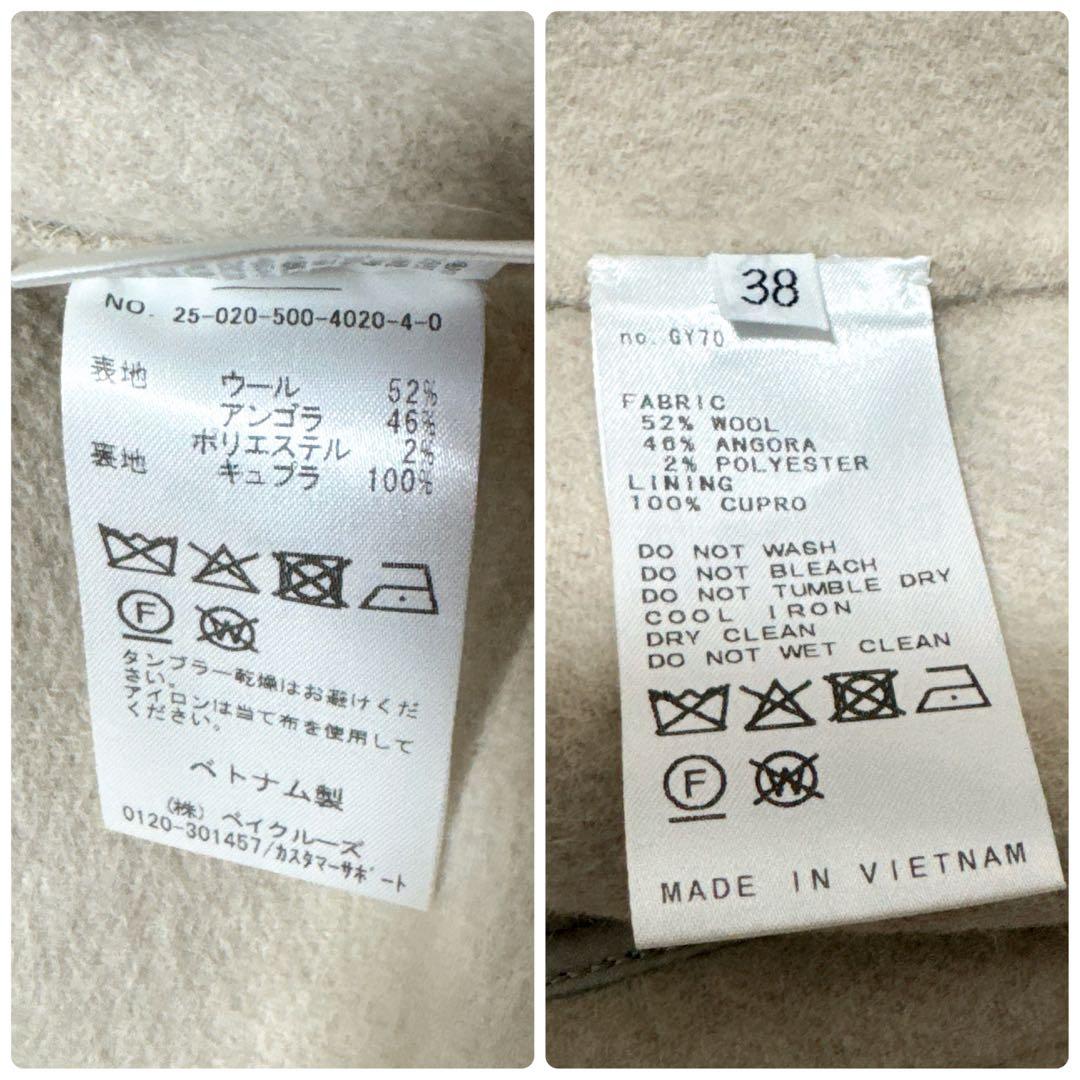 NO. 25-020-500-4020-4-0
表地 ウール 52%
アンゴラ 46%
ポリエステル 2%
裏地 キュプラ 100%
F
W
タンブラー乾燥はお避けくだ
さい。
アイロンは当て布を使用して
ください。
ベトナム製
(株) ベイクルーズ
0120-301457/カスタマーサポート
38
no. GY70
FABRIC
52% WOOL
46% ANGORA
2% POLYESTER
LINING
100% CUPRO
DO NOT WASH
DO NOT BLEACH
DO NOT TUMBLE DRY
COOL IRON
DRY CLEAN
DO NOT WET CLEAN
F
W
MADE IN VIETNAM